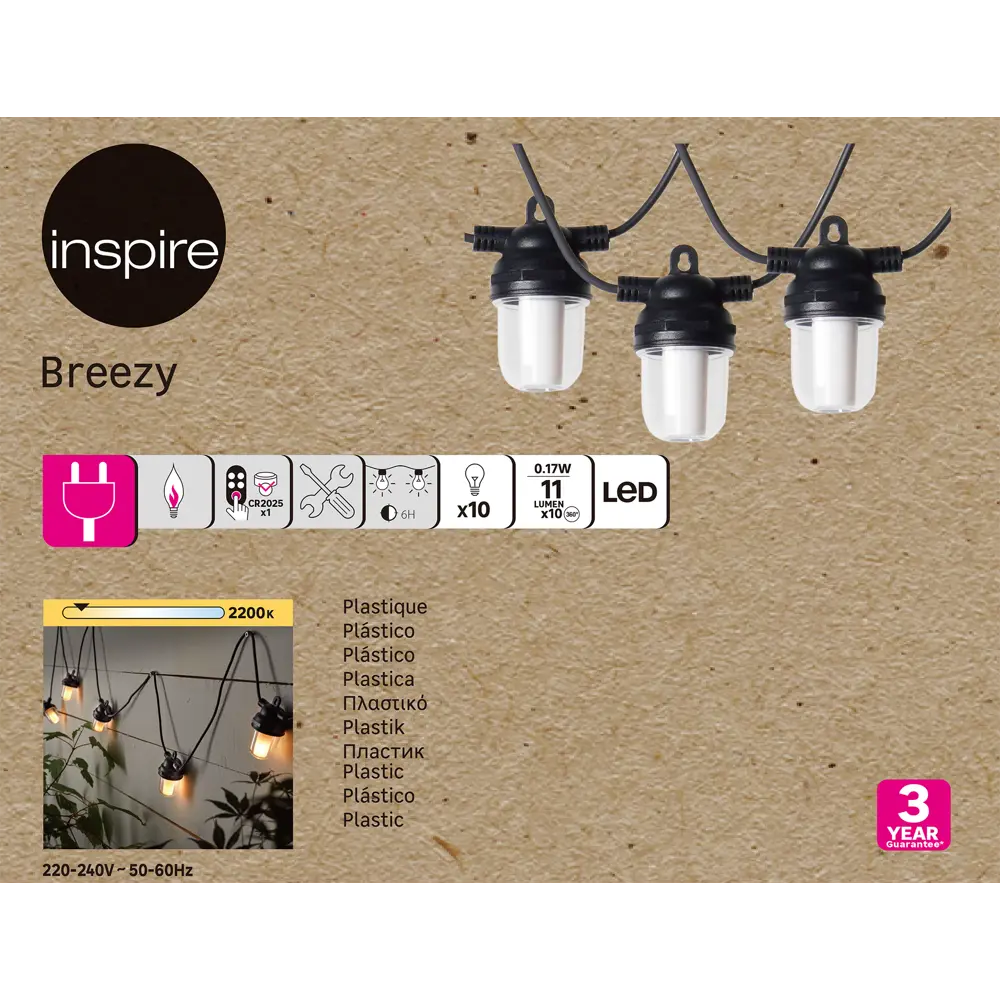 inspire
Breezy
CR2025
x1
6H
x10
0.17W
11
LUMEN
x10 360°
LED
2200K
Plastique
Plástico
Plástico
Plastica
Πλαστικό
Plastik
Пластик
Plastic
Plástico
Plastic
220-240V ~ 50-60Hz
3
YEAR
Guarantee*